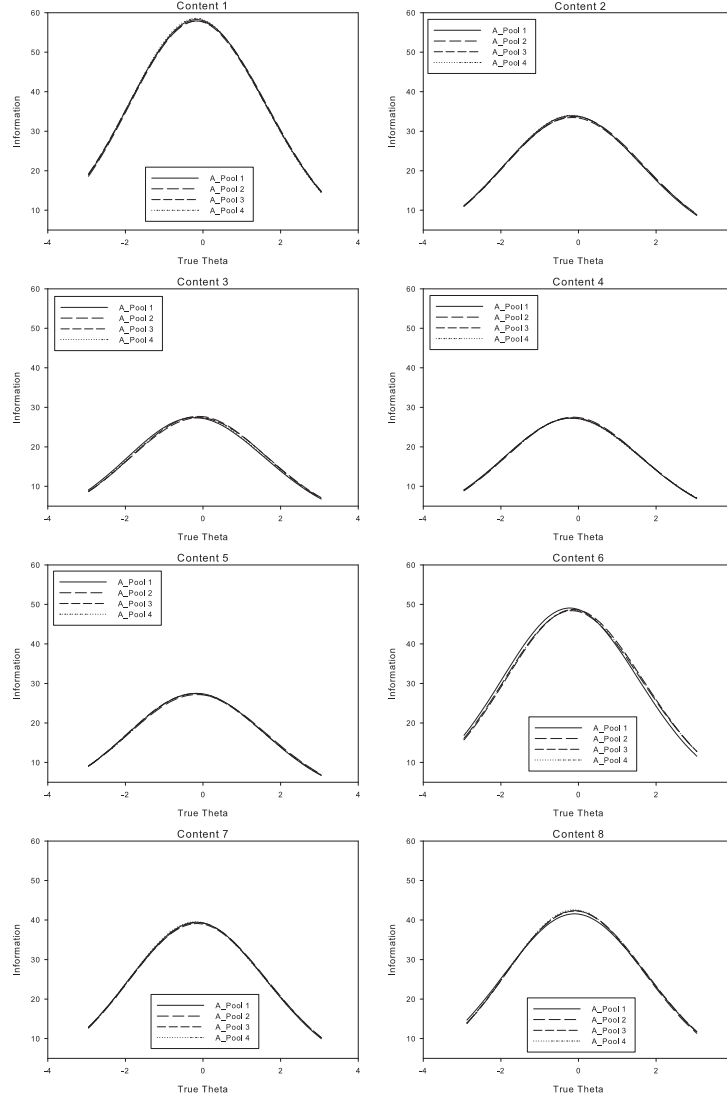 Content 1
60
50
40
30
20
10
Information
A_Pool 1
A_Pool 2
A_Pool 3
A_Pool 4
-4
-2
0
2
4
True Theta
Content 2
60
50
40
30
20
10
Information
A_Pool 1
A_Pool 2
A_Pool 3
A_Pool 4
-4
-2
0
2
True Theta
Content 3
60
50
40
30
20
10
Information
A_Pool 1
A_Pool 2
A_Pool 3
A_Pool 4
-4
-2
0
2
4
True Theta
Content 4
60
50
40
30
20
10
Information
A_Pool 1
A_Pool 2
A_Pool 3
A_Pool 4
-4
-2
0
2
True Theta
Content 5
60
50
40
30
20
10
Information
A_Pool 1
A_Pool 2
A_Pool 3
A_Pool 4
-4
-2
0
2
4
True Theta
Content 6
60
50
40
30
20
10
Information
A_Pool 1
A_Pool 2
A_Pool 3
A_Pool 4
-4
-2
0
2
True Theta
Content 7
60
50
40
30
20
10
Information
A_Pool 1
A_Pool 2
A_Pool 3
A_Pool 4
-4
-2
0
2
4
True Theta
Content 8
60
50
40
30
20
10
Information
A_Pool 1
A_Pool 2
A_Pool 3
A_Pool 4
-4
-2
0
2
True Theta